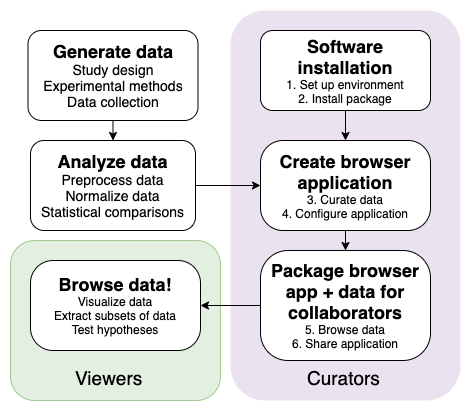 Generate data
Study design
Experimental methods
Data collection
Analyze data
Preprocess data
Normalize data
Statistical comparisons
Browse data!
Visualize data
Extract subsets of data
Test hypotheses
Viewers
Software
installation
1. Set up environment
2. Install package
Create browser
application
3. Curate data
4. Configure application
Package browser
app + data for
collaborators
5. Browse data
6. Share application
Curators